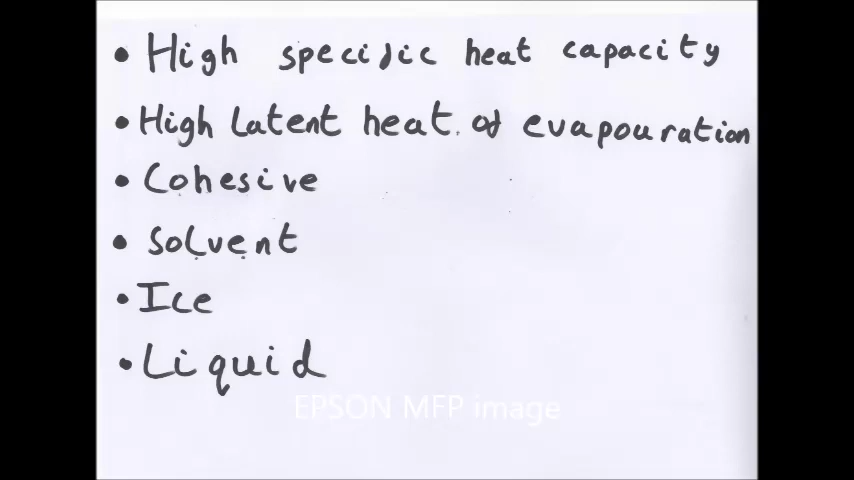 • High specific heat capacity
• High latent heat of evapouration
• Cohesive
• Solvent
• Ice
• Liquid
EPSON MFP image